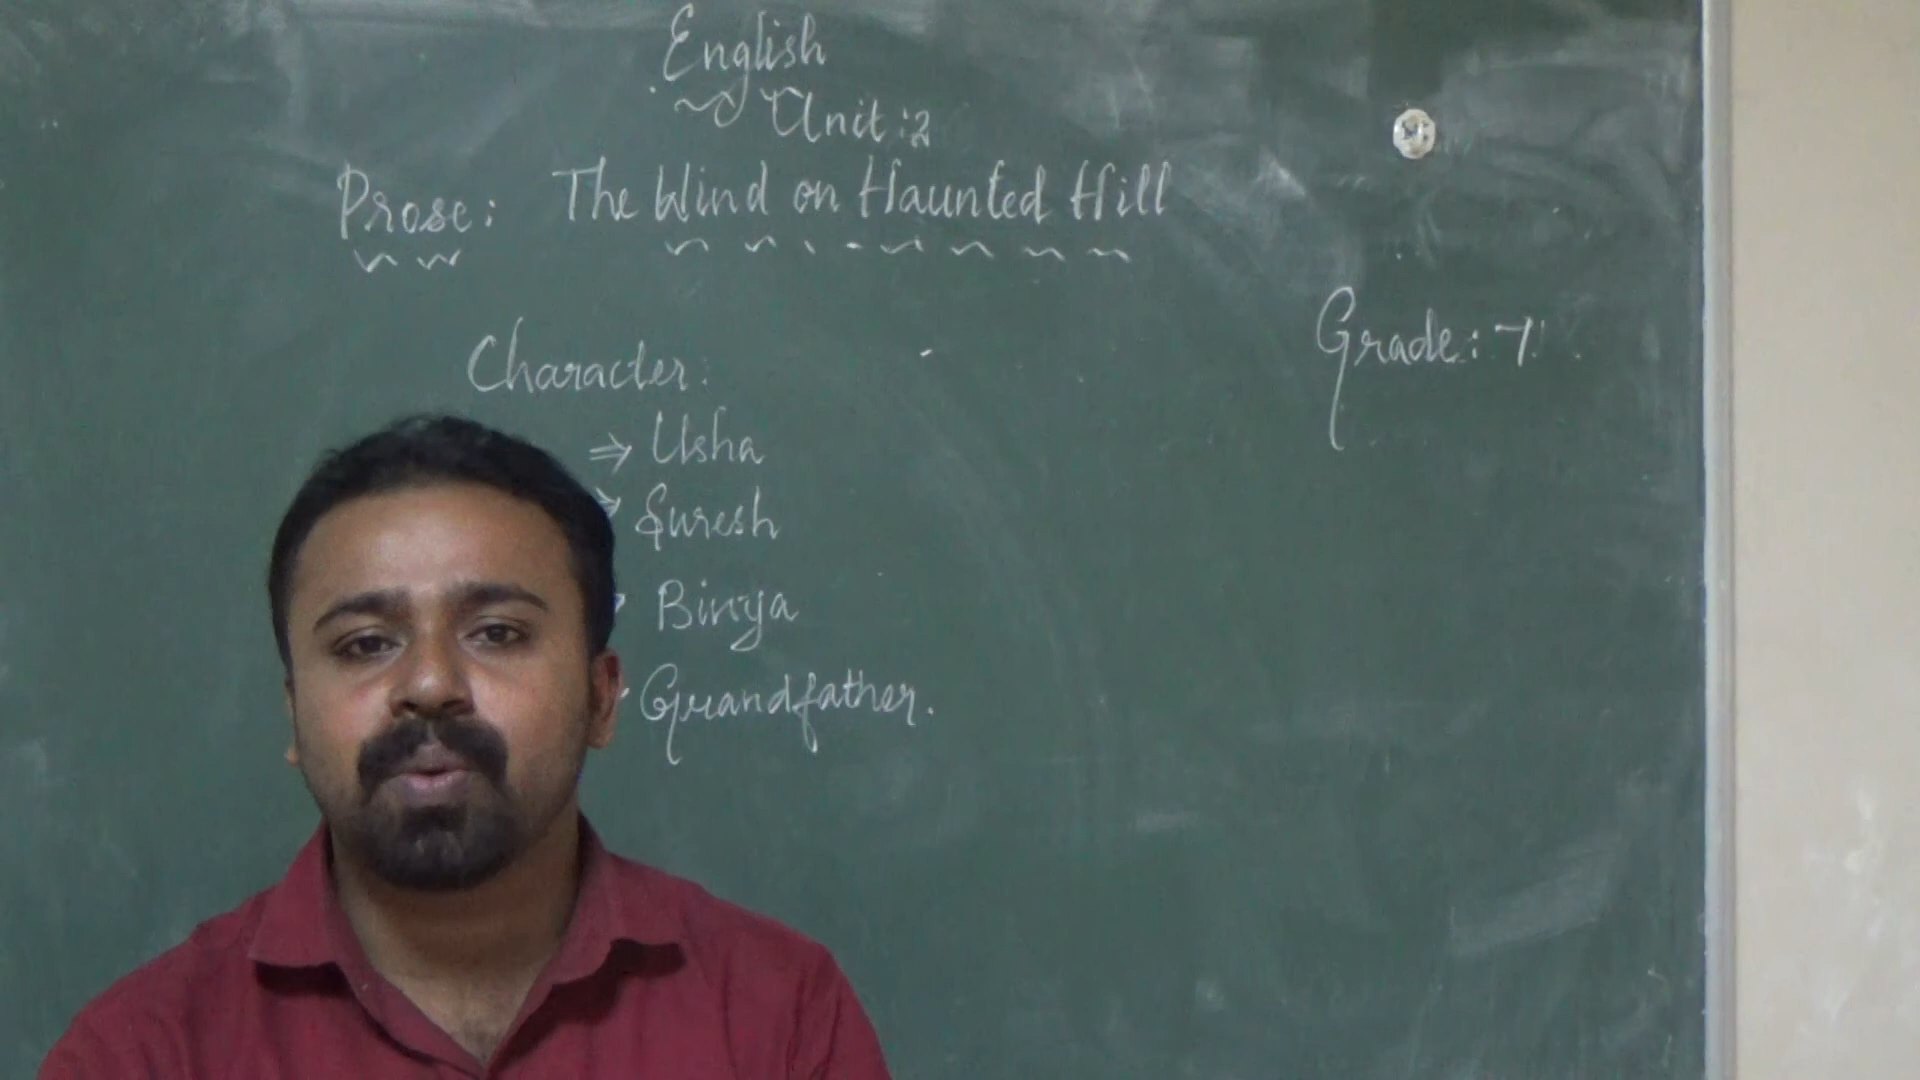 English
Unit:2
Prose: The Wind on Haunted Hill
Grade: 7
Character:
⇒ Usha
⇒ Suresh
Binya
Grandfather.